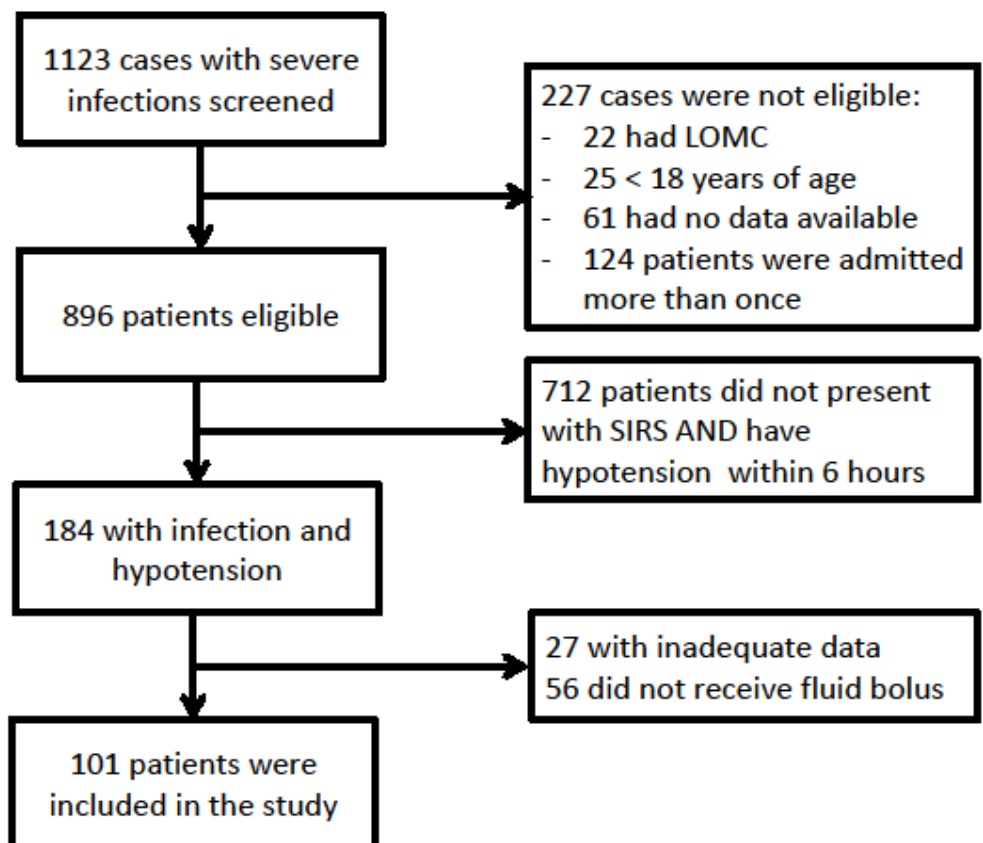 1123 cases with severe
infections screened
227 cases were not eligible:
- 22 had LOMC
- 25 < 18 years of age
- 61 had no data available
- 124 patients were admitted
more than once
896 patients eligible
712 patients did not present
with SIRS AND have
hypotension within 6 hours
184 with infection and
hypotension
27 with inadequate data
56 did not receive fluid bolus
101 patients were
included in the study